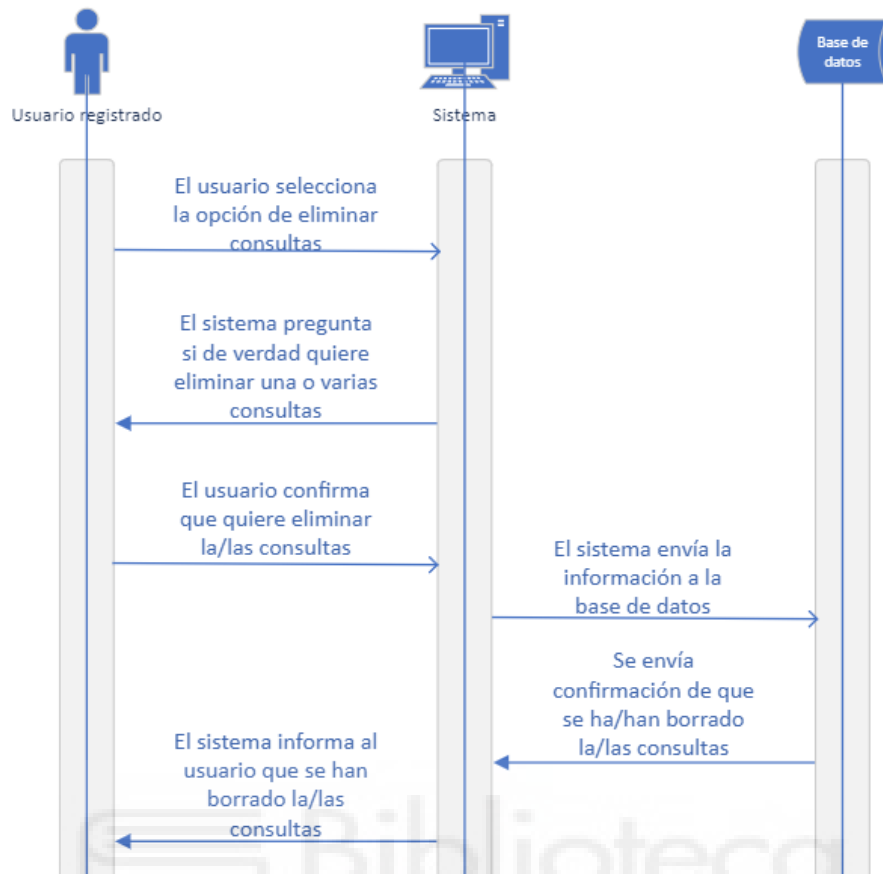 Base de
datos
Usuario registrado
Sistema
El usuario selecciona
la opción de eliminar
consultas
El sistema pregunta
si de verdad quiere
eliminar una o varias
consultas
El usuario confirma
que quiere eliminar
la/las consultas
El sistema envía la
información a la
base de datos
Se envía
confirmación de que
se ha/han borrado
la/las consultas
El sistema informa al
usuario que se han
borrado la/las
consultas
Biblioteca